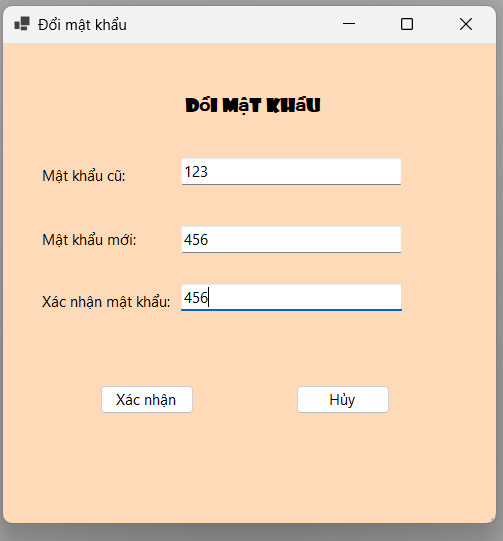 Đổi mật khẩu
ĐổI MậT KHẩU
Mật khẩu cũ:
123
Mật khẩu mới:
456
Xác nhận mật khẩu:
456
Xác nhận
Hủy